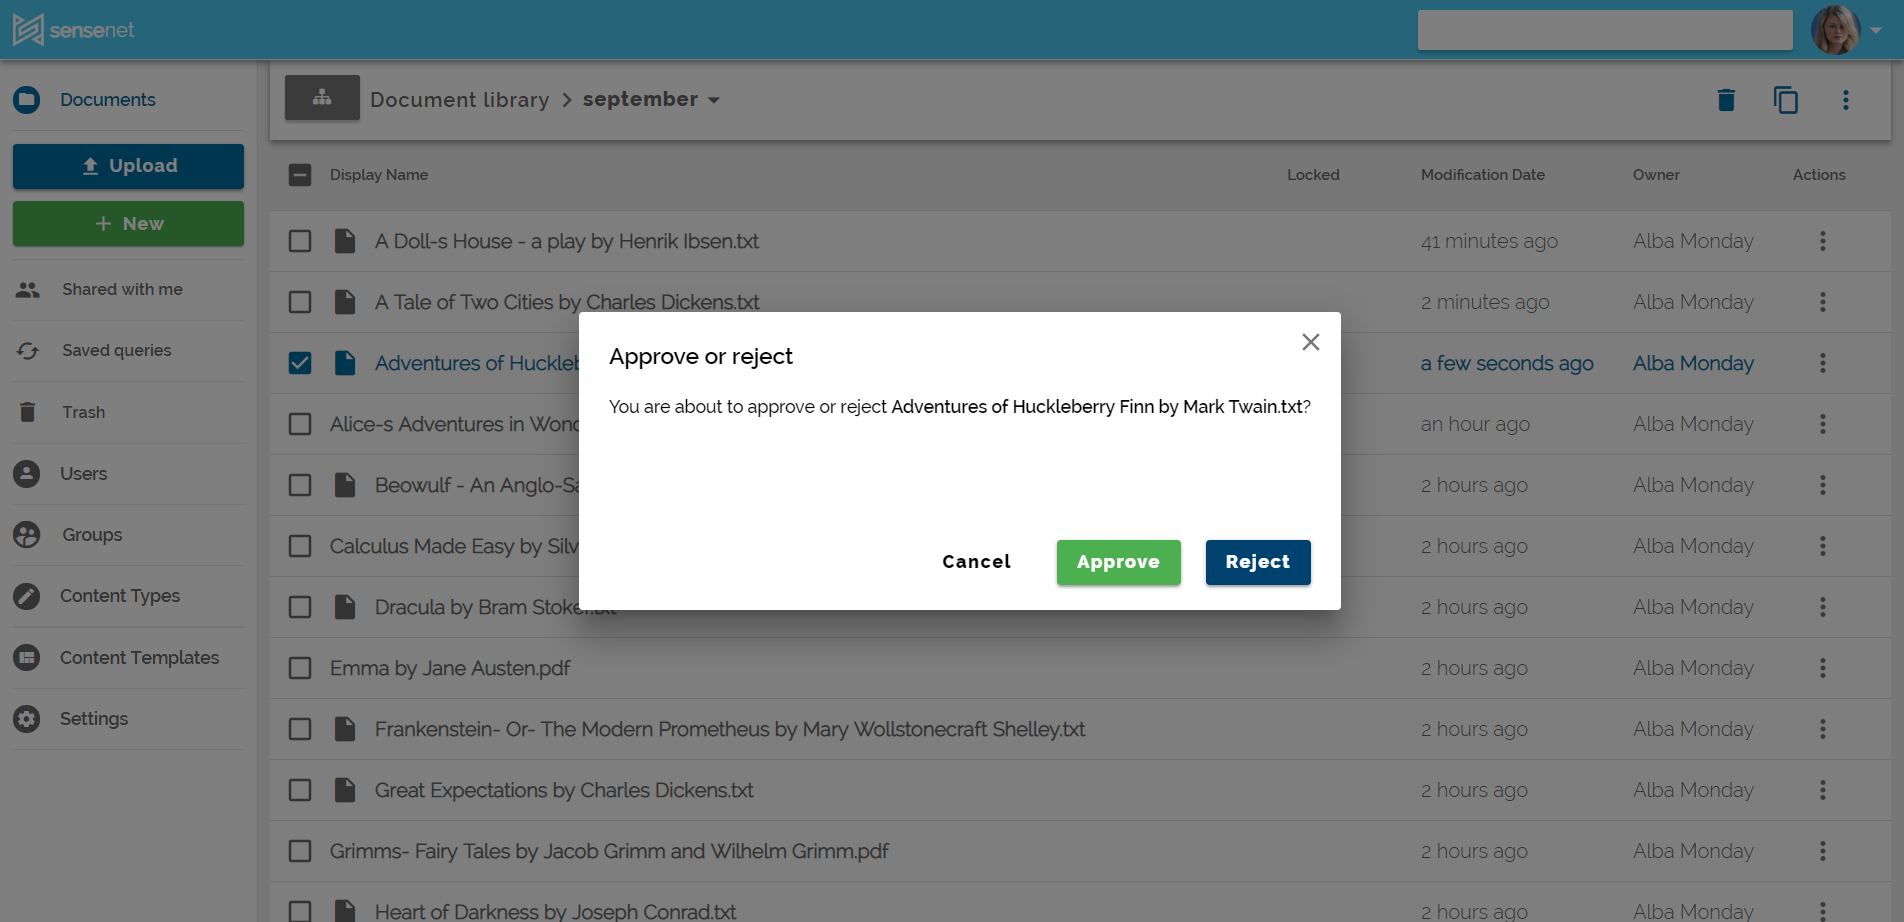 sensenet
Documents
Document library > september
Upload
New
Shared with me
Saved queries
Trash
Users
Groups
Content Types
Content Templates
Settings
Display Name Locked Modification Date Owner Actions
A Doll-s House - a play by Henrik Ibsen.txt 41 minutes ago Alba Monday
A Tale of Two Cities by Charles Dickens.txt 2 minutes ago Alba Monday
Adventures of Huckleb a few seconds ago Alba Monday
Alice-s Adventures in Wond an hour ago Alba Monday
Beowulf - An Anglo-Sa 2 hours ago Alba Monday
Calculus Made Easy by Silv 2 hours ago Alba Monday
Dracula by Bram Stoker.txt 2 hours ago Alba Monday
Emma by Jane Austen.pdf 2 hours ago Alba Monday
Frankenstein- Or- The Modern Prometheus by Mary Wollstonecraft Shelley.txt 2 hours ago Alba Monday
Great Expectations by Charles Dickens.txt 2 hours ago Alba Monday
Grimms- Fairy Tales by Jacob Grimm and Wilhelm Grimm.pdf 2 hours ago Alba Monday
Heart of Darkness by Joseph Conrad.txt 2 hours ago Alba Monday
Approve or reject
You are about to approve or reject Adventures of Huckleberry Finn by Mark Twain.txt?
Cancel Approve Reject